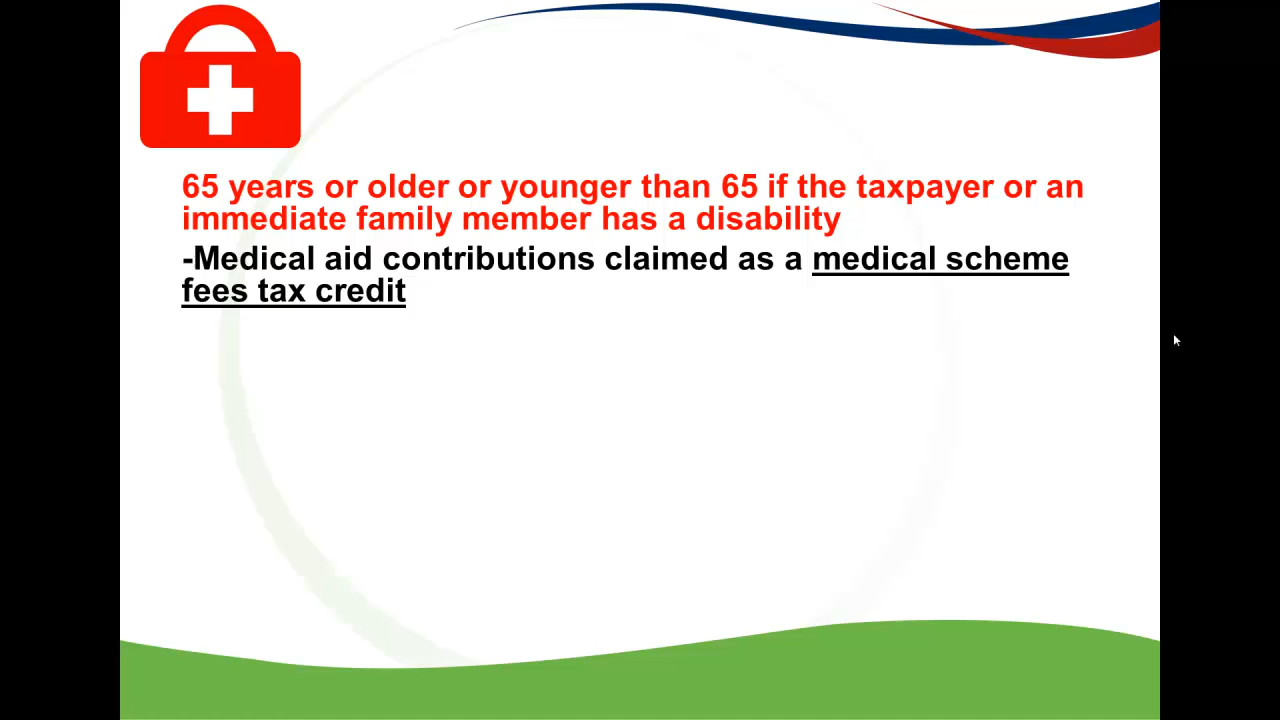 65 years or older or younger than 65 if the taxpayer or an
immediate family member has a disability
-Medical aid contributions claimed as a medical scheme
fees tax credit